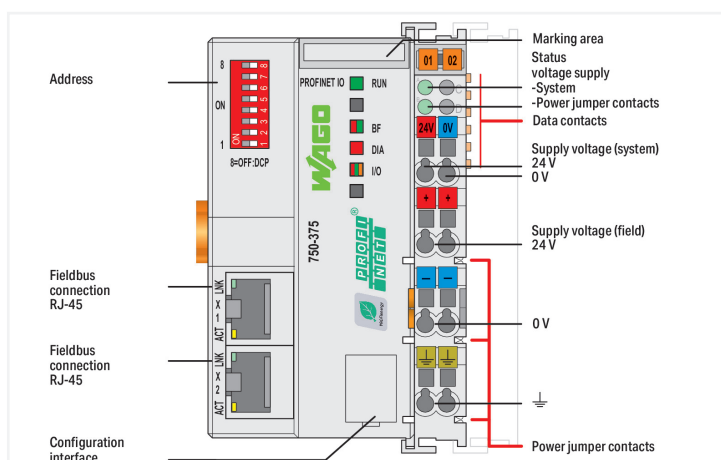 Address
8
ON
1
8 7 6 5 4 3 2 1
ON
8=OFF:DCP
Fieldbus
connection
RJ-45
LNK
X
1
ACT
Fieldbus
connection
RJ-45
LNK
X
2
ACT
Configuration
interface
PROFINET IO
RUN
BF
DIA
I/O
WAGO
750-375
PROFI
NET
®
01 02
24V 0V
+ +
— —
Marking area
Status
voltage supply
-System
-Power jumper contacts
Data contacts
Supply voltage (system)
24 V
0 V
Supply voltage (field)
24 V
0 V
Power jumper contacts